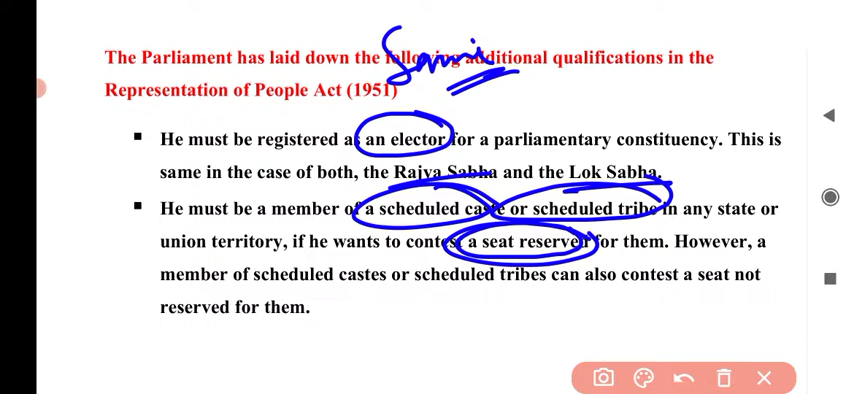 Same
The Parliament has laid down the following additional qualifications in the
Representation of People Act (1951)
▪ He must be registered as an elector for a parliamentary constituency. This is
same in the case of both, the Rajya Sabha and the Lok Sabha.
▪ He must be a member of a scheduled caste or scheduled tribe in any state or
union territory, if he wants to contest a seat reserved for them. However, a
member of scheduled castes or scheduled tribes can also contest a seat not
reserved for them.